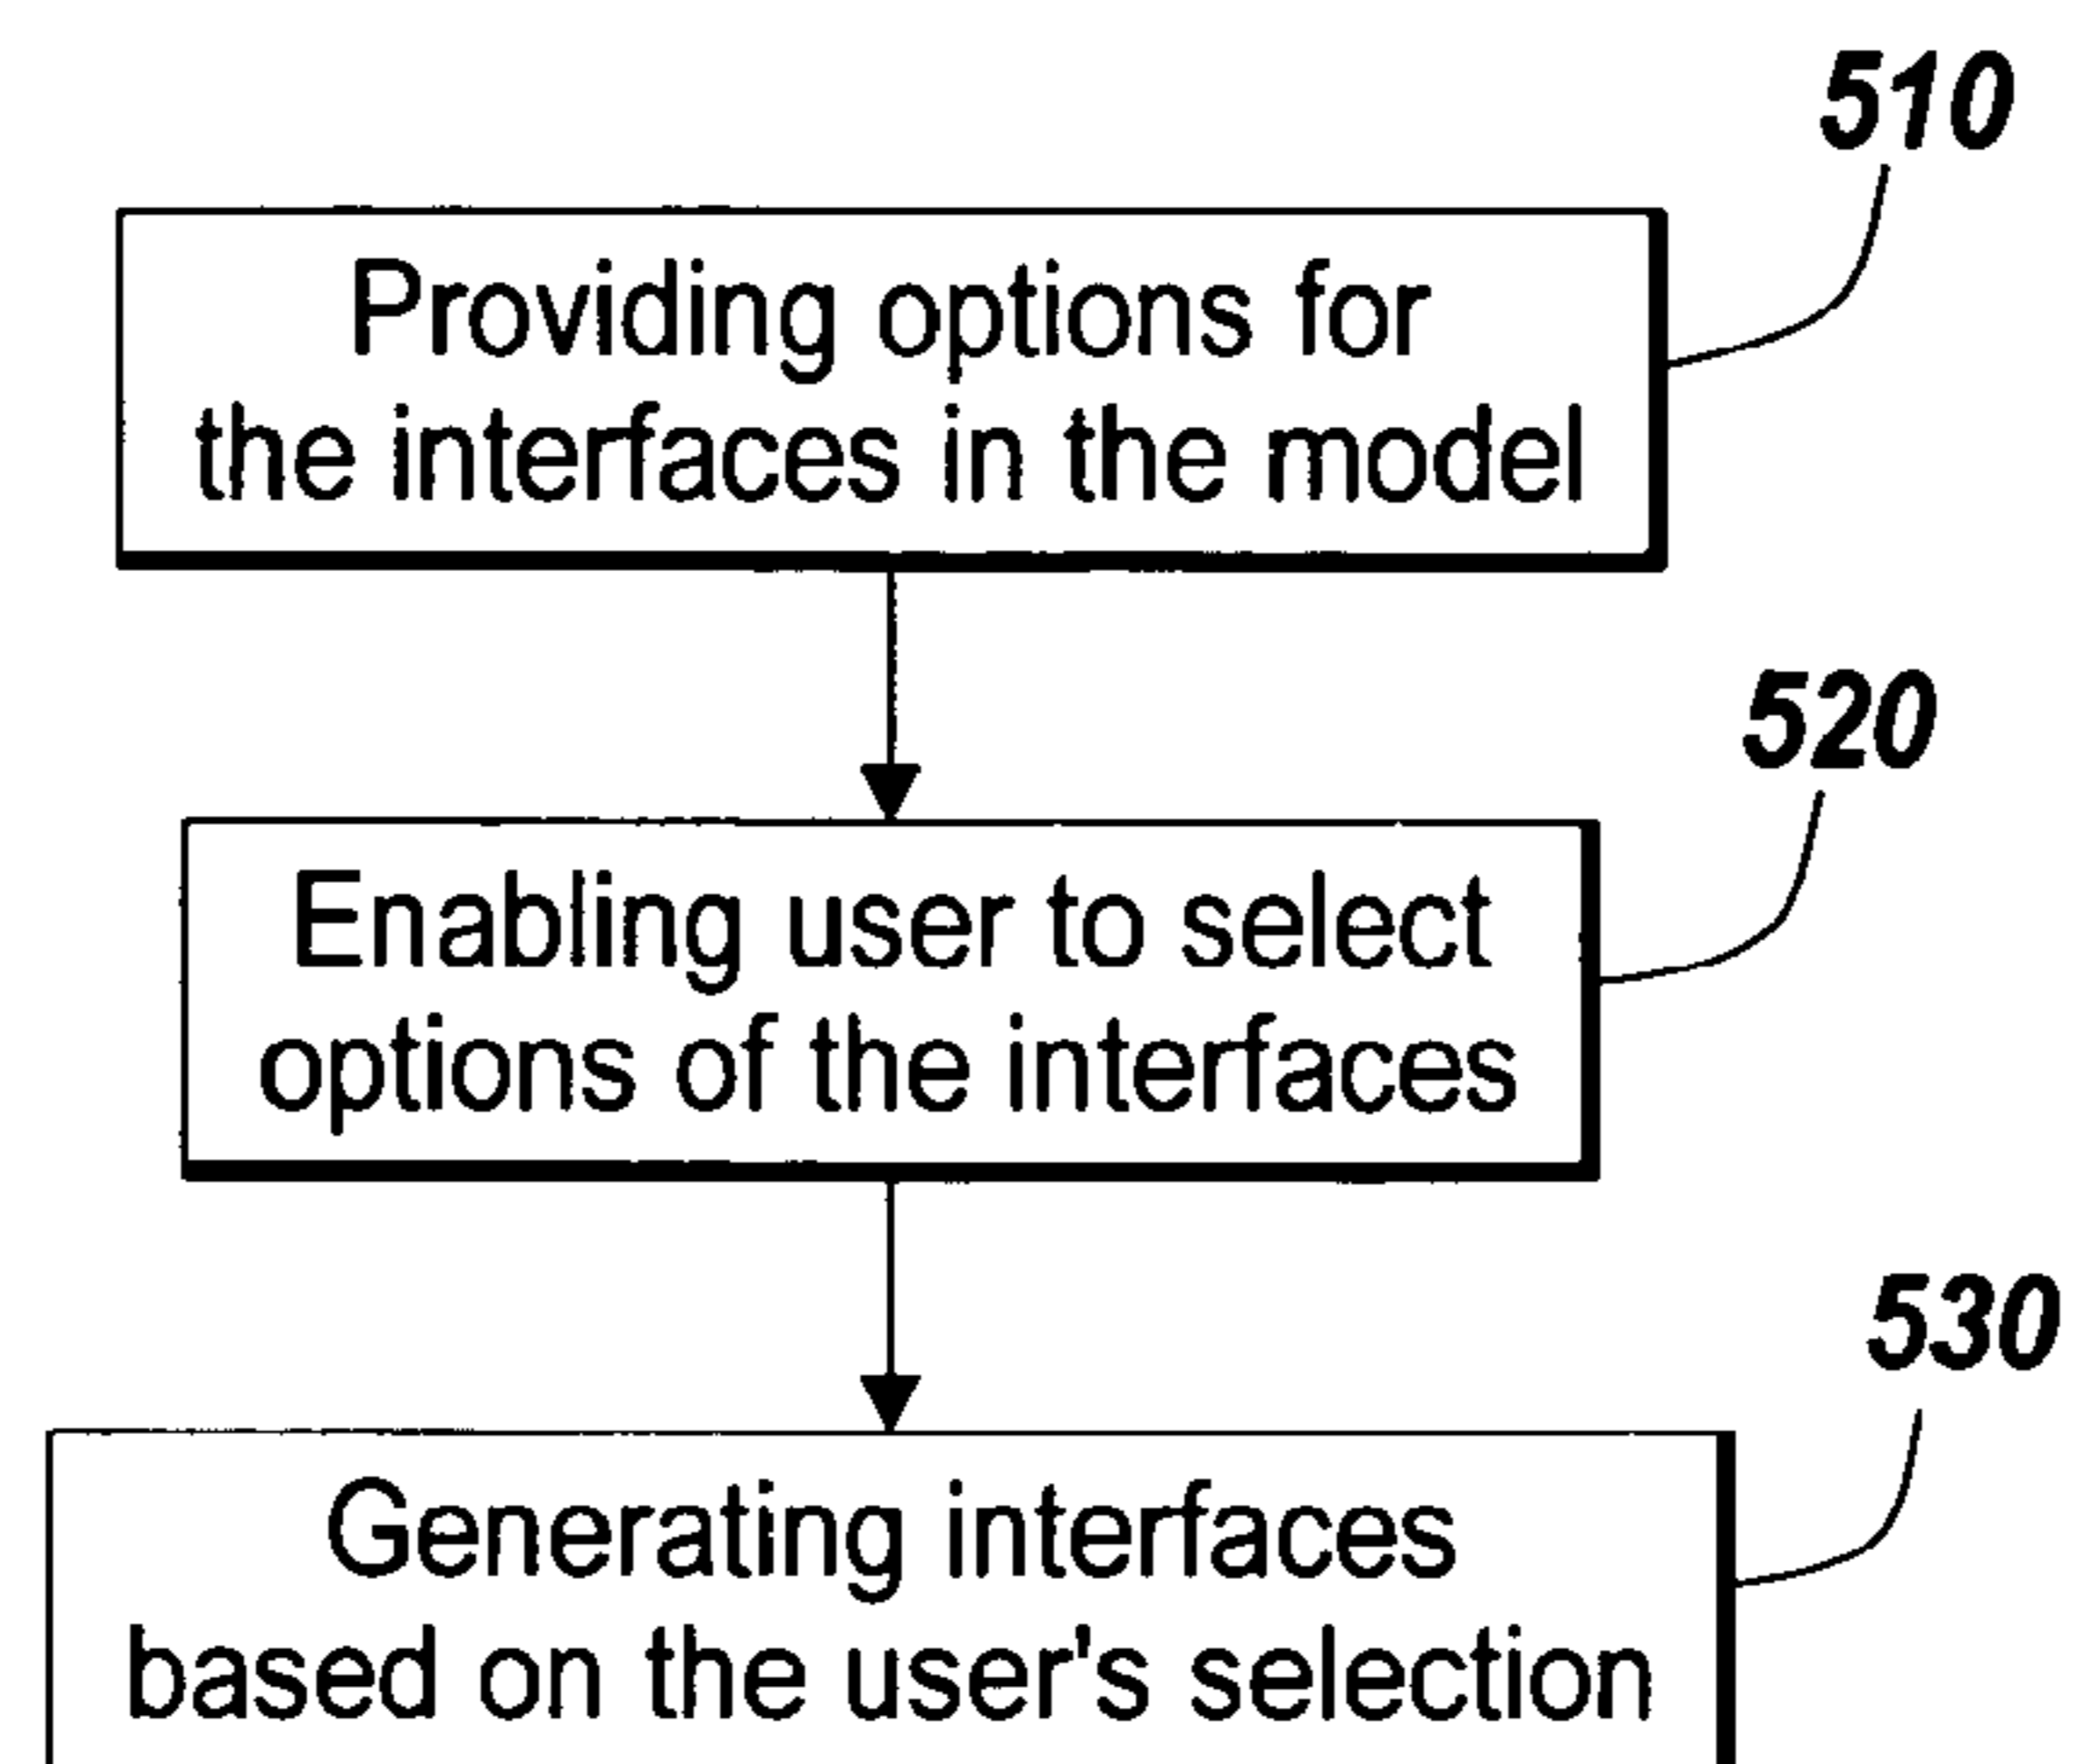 510
Providing options for
the interfaces in the model
520
Enabling user to select
options of the interfaces
530
Generating interfaces
based on the user's selection